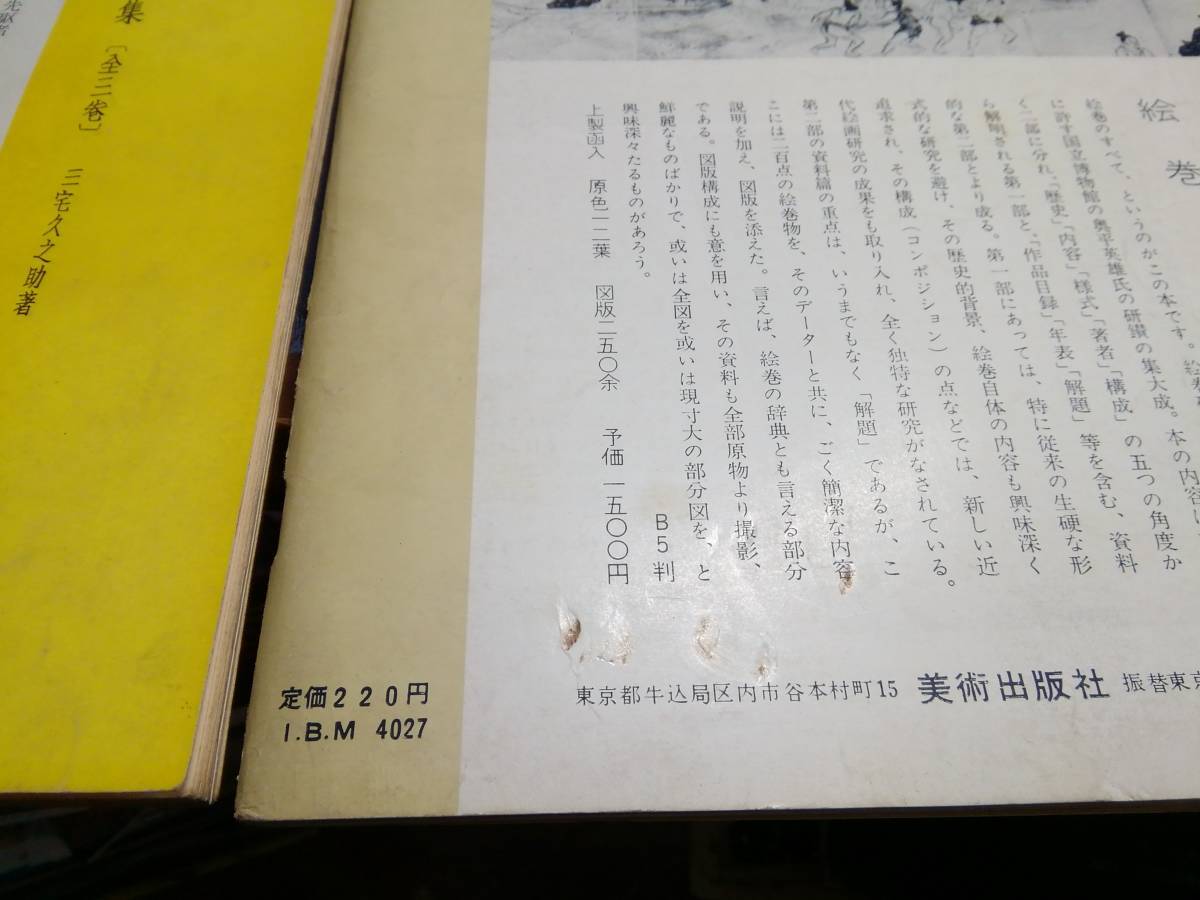 集
〔全三巻〕
三宅久之助著
先駆者
絵巻
絵巻のすべて、というのがこの本です。
に許す国立博物館の奥平英雄氏の研鑚の集大成。本の内容は
く二部に分れ、「歴史」「内容」「様式」「著者」「構成」の五つの角度か
ら解明される第一部と、「作品目録」「年表」「解題」等を含む、資料
的な第二部とより成る。第一部にあっては、特に従来の生硬な形
式的な研究を避け、その歴史的背景、絵巻自体の内容も興味深く
追求され、その構成(コンポジション)の点などでは、新しい近
代絵画研究の成果をも取り入れ、全く独特な研究がなされている。
第二部の資料篇の重点は、いうまでもなく「解題」であるが、こ
こには二百点の絵巻物を、そのデーターと共に、ごく簡潔な内容
説明を加え、図版を添えた。言えば、絵巻の辞典とも言える部分
である。図版構成にも意を用い、その資料も全部原物より撮影、
鮮麗なものばかりで、或いは全図を或いは現寸大の部分図を、と
興味深々たるものがあろう。
B5判
上製函入 原色一二葉 図版二五〇余 予価一五〇〇円
東京都牛込局区内市谷本村町15 美術出版社 振替東京
定価220円
I.B.M 4027